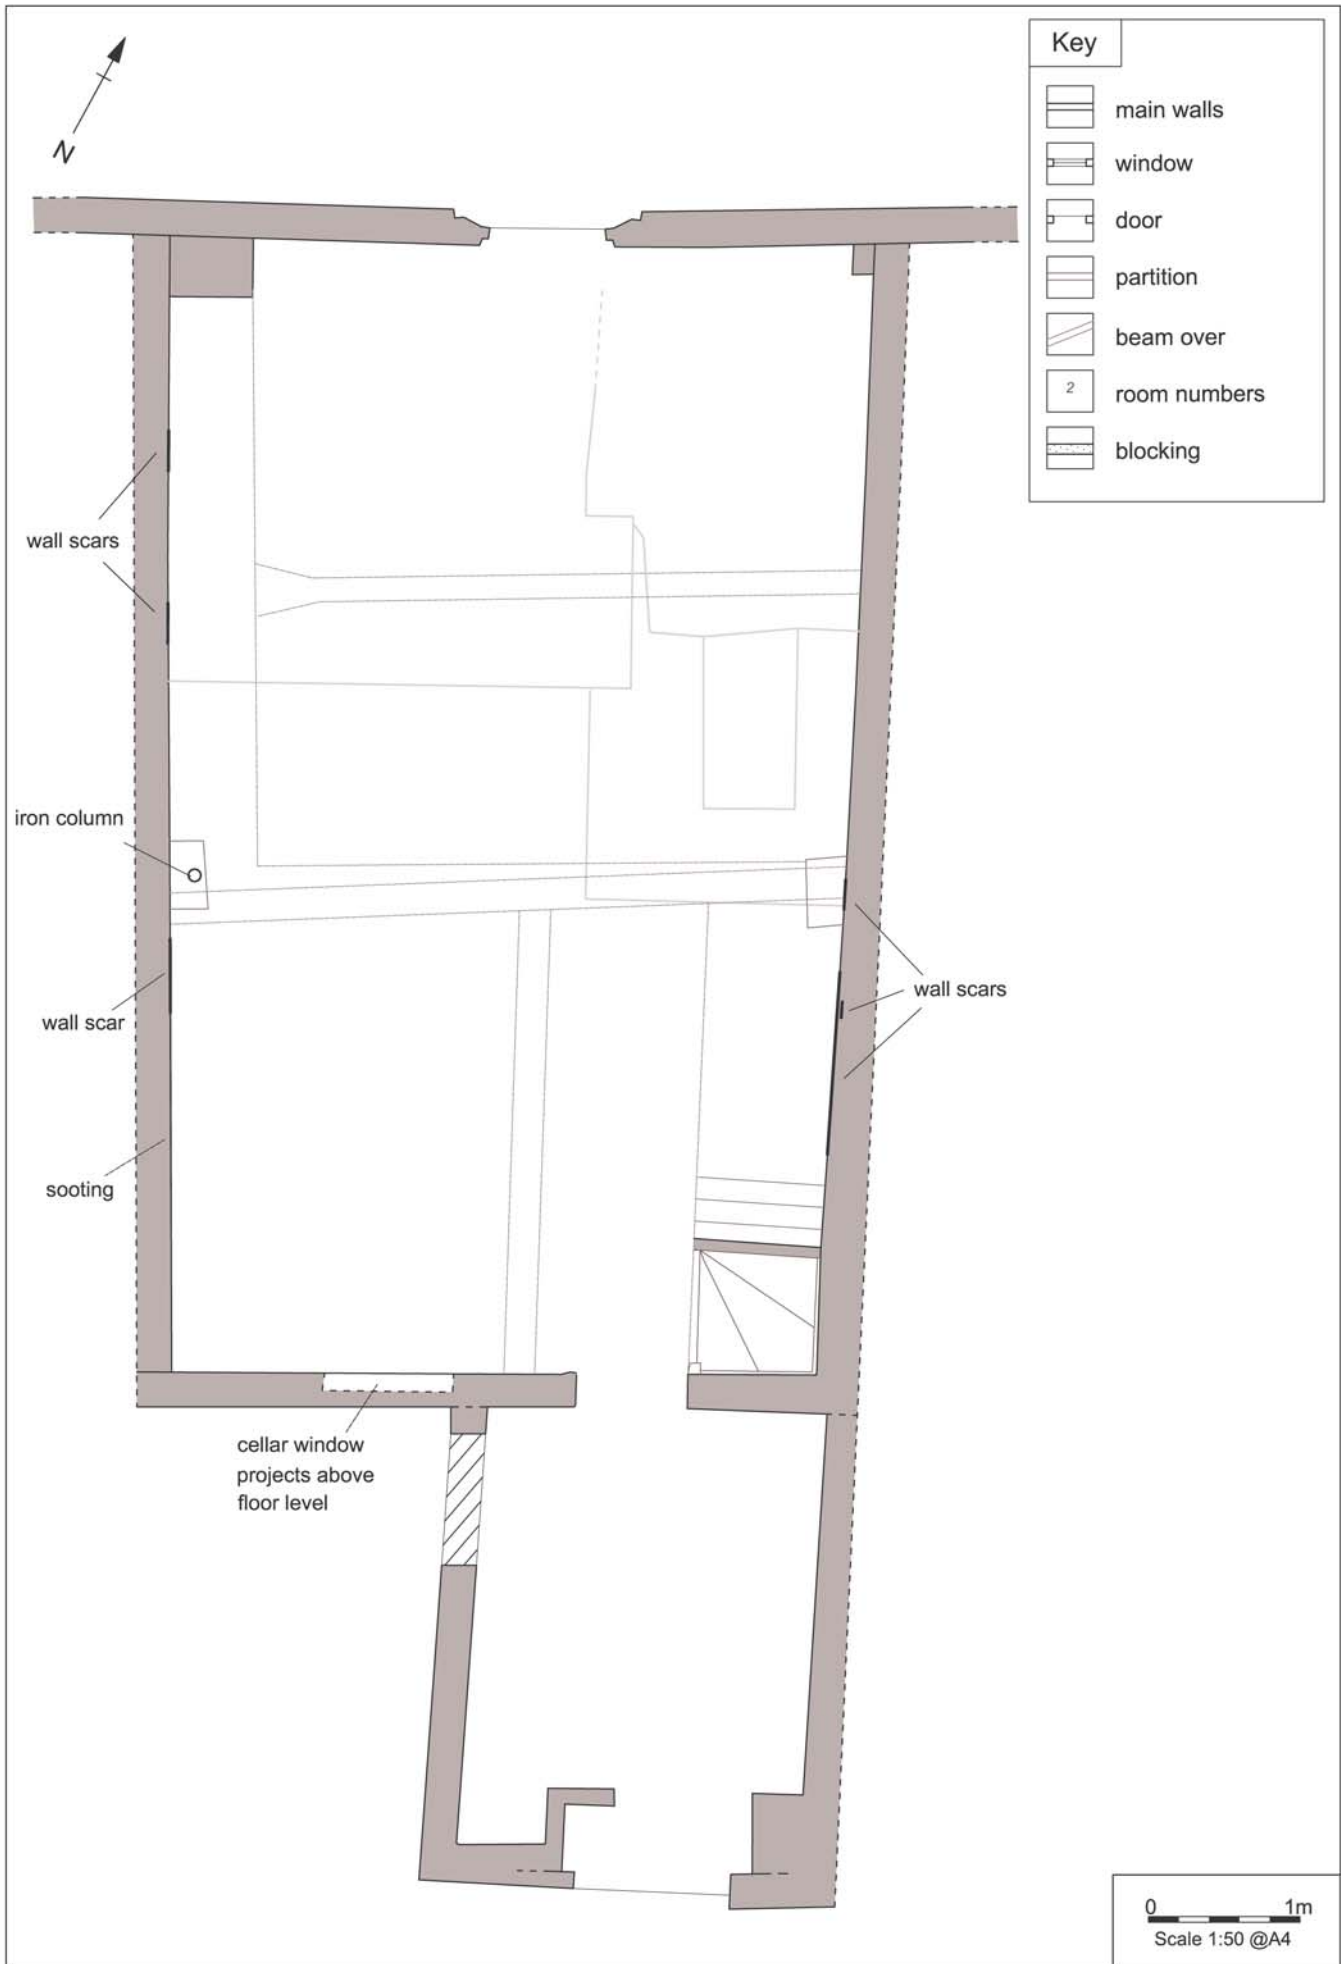 N
Key
main walls
window
door
partition
beam over
2
room numbers
blocking
wall scars
iron column
wall scar
wall scars
sooting
cellar window
projects above
floor level
0 1m
Scale 1:50 @A4